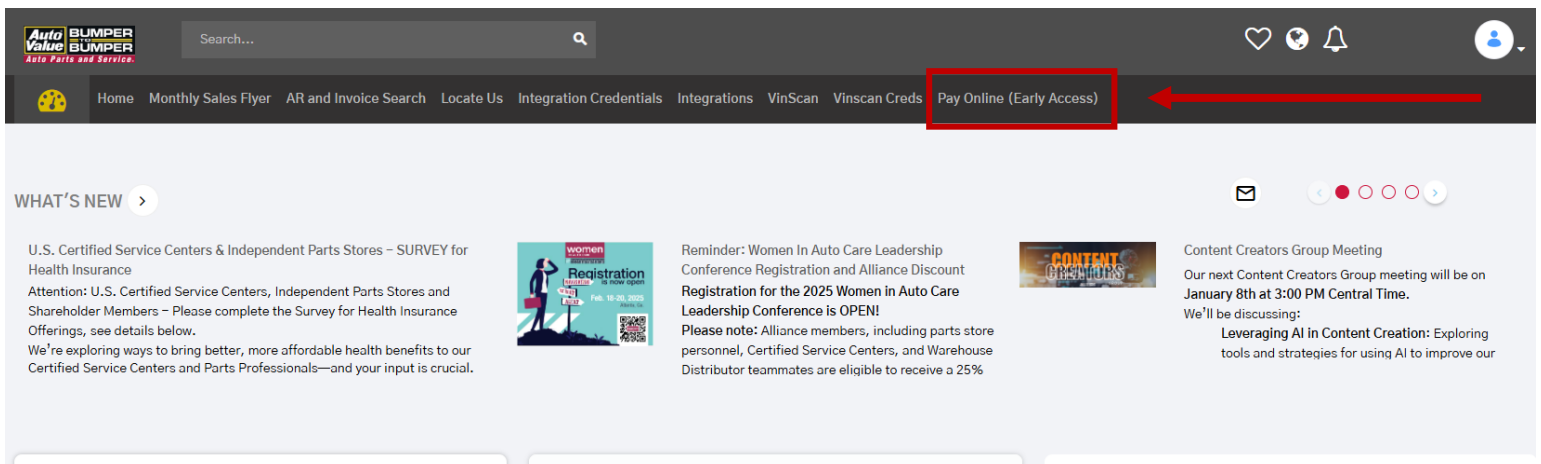 Auto Value BUMPER TO BUMPER
Auto Parts and Service.
Search...
Home Monthly Sales Flyer AR and Invoice Search Locate Us Integration Credentials Integrations VinScan Vinscan Creds Pay Online (Early Access)
WHAT'S NEW
U.S. Certified Service Centers & Independent Parts Stores – SURVEY for
Health Insurance
Attention: U.S. Certified Service Centers, Independent Parts Stores and
Shareholder Members – Please complete the Survey for Health Insurance
Offerings, see details below.
We're exploring ways to bring better, more affordable health benefits to our
Certified Service Centers and Parts Professionals—and your input is crucial.
women
Registration
is now open
Feb. 18-20, 2025
Reminder: Women In Auto Care Leadership
Conference Registration and Alliance Discount
Registration for the 2025 Women in Auto Care
Leadership Conference is OPEN!
Please note: Alliance members, including parts store
personnel, Certified Service Centers, and Warehouse
Distributor teammates are eligible to receive a 25%
CONTENT
CREATORS
Content Creators Group Meeting
Our next Content Creators Group meeting will be on
January 8th at 3:00 PM Central Time.
We'll be discussing:
Leveraging AI in Content Creation: Exploring
tools and strategies for using AI to improve our